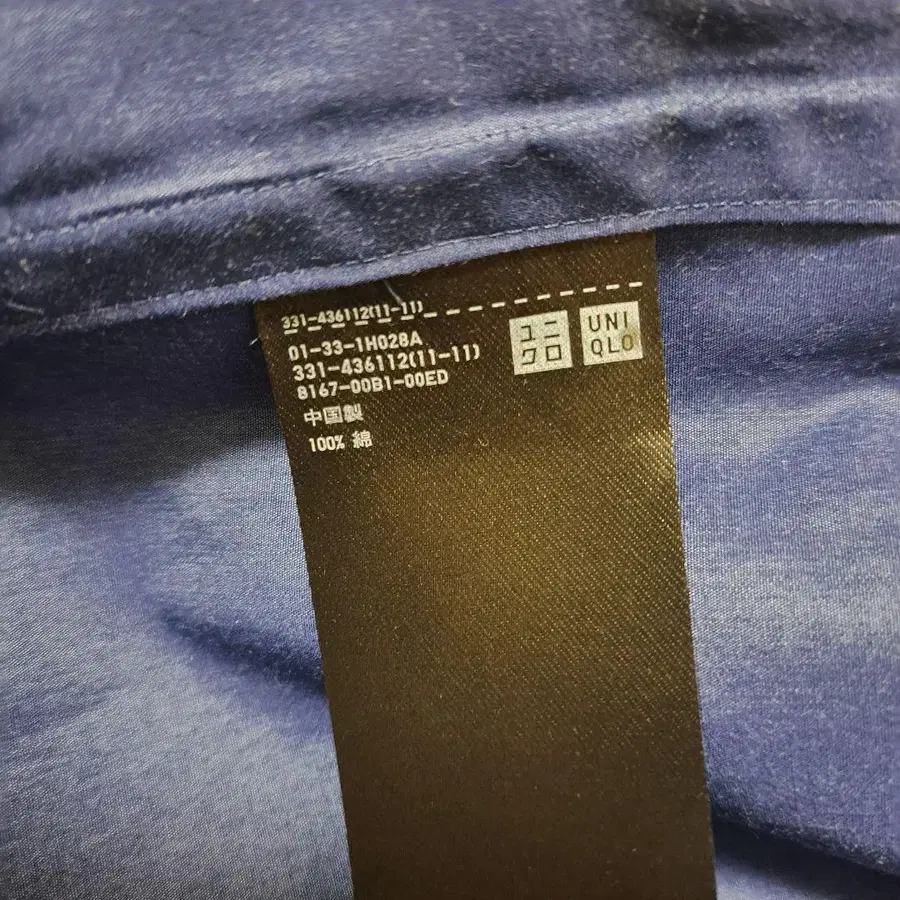 331-436112(11-11)
01-33-1H028A
331-436112(11-11)
8167-00B1-00ED
中国製
100% 綿
ユニ
クロ
UNI
QLO